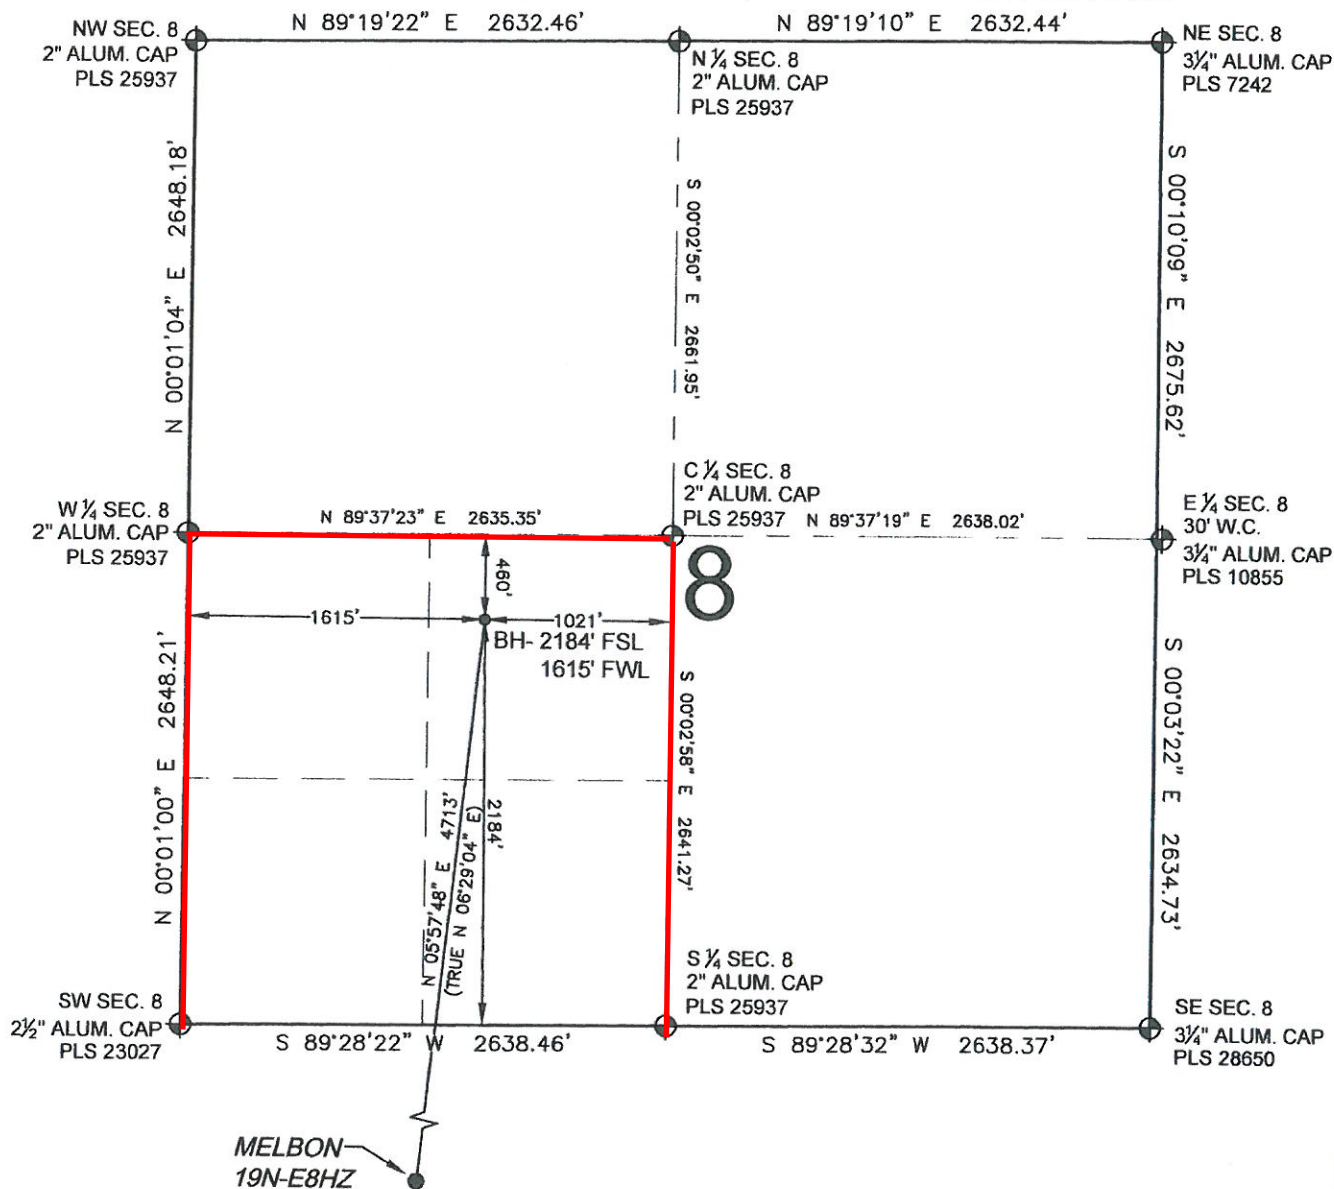 N 89°19'22" E 2632.46'
N 89°19'10" E 2632.44'
NW SEC. 8
2" ALUM. CAP
PLS 25937
N ¼ SEC. 8
2" ALUM. CAP
PLS 25937
NE SEC. 8
3¼" ALUM. CAP
PLS 7242
N 00°01'04" E 2648.18'
S 00°02'50" E 2661.95'
S 00°10'09" E 2675.62'
W ¼ SEC. 8
2" ALUM. CAP
PLS 25937
N 89°37'23" E 2635.35'
C ¼ SEC. 8
2" ALUM. CAP
PLS 25937
N 89°37'19" E 2638.02'
E ¼ SEC. 8
30' W.C.
3¼" ALUM. CAP
PLS 10855
8
460'
1615'
1021'
BH- 2184' FSL
1615' FWL
N 00°01'00" E 2648.21'
N 05°57'48" E 4713'
(TRUE N 06°29'04" E)
2184'
S 00°02'58" E 2641.27'
S 00°03'22" E 2634.73'
SW SEC. 8
2½" ALUM. CAP
PLS 23027
S 89°28'22" W 2638.46'
S ¼ SEC. 8
2" ALUM. CAP
PLS 25937
S 89°28'32" W 2638.37'
SE SEC. 8
3¼" ALUM. CAP
PLS 28650
MELBON
19N-E8HZ